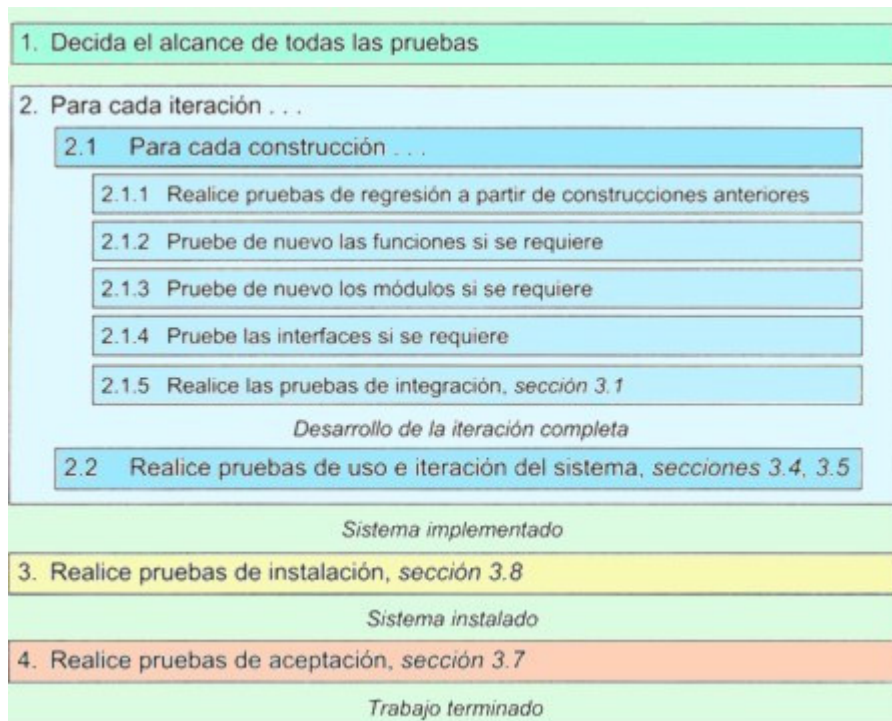 1. Decida el alcance de todas las pruebas
2. Para cada iteración . . .
2.1 Para cada construcción . . .
2.1.1 Realice pruebas de regresión a partir de construcciones anteriores
2.1.2 Pruebe de nuevo las funciones si se requiere
2.1.3 Pruebe de nuevo los módulos si se requiere
2.1.4 Pruebe las interfaces si se requiere
2.1.5 Realice las pruebas de integración, sección 3.1
Desarrollo de la iteración completa
2.2 Realice pruebas de uso e iteración del sistema, secciones 3.4, 3.5
Sistema implementado
3. Realice pruebas de instalación, sección 3.8
Sistema instalado
4. Realice pruebas de aceptación, sección 3.7
Trabajo terminado